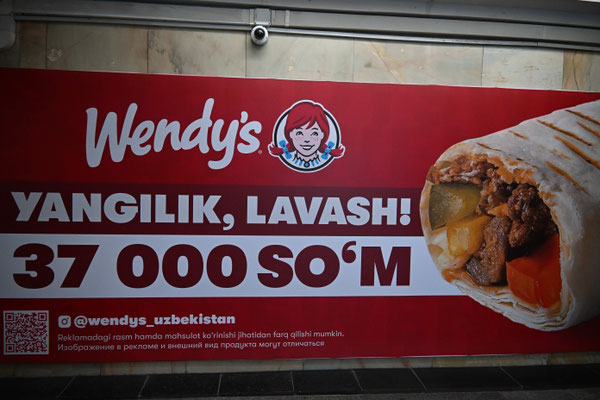 Wendy's
YANGILIK, LAVASH!
37 000 SO‘M
@wendys_uzbekistan
Reklamadagi rasm hamda mahsulot ko‘rinishi jihatidan farq qilishi mumkin.
Изображение в рекламе и внешний вид продукта могут отличаться